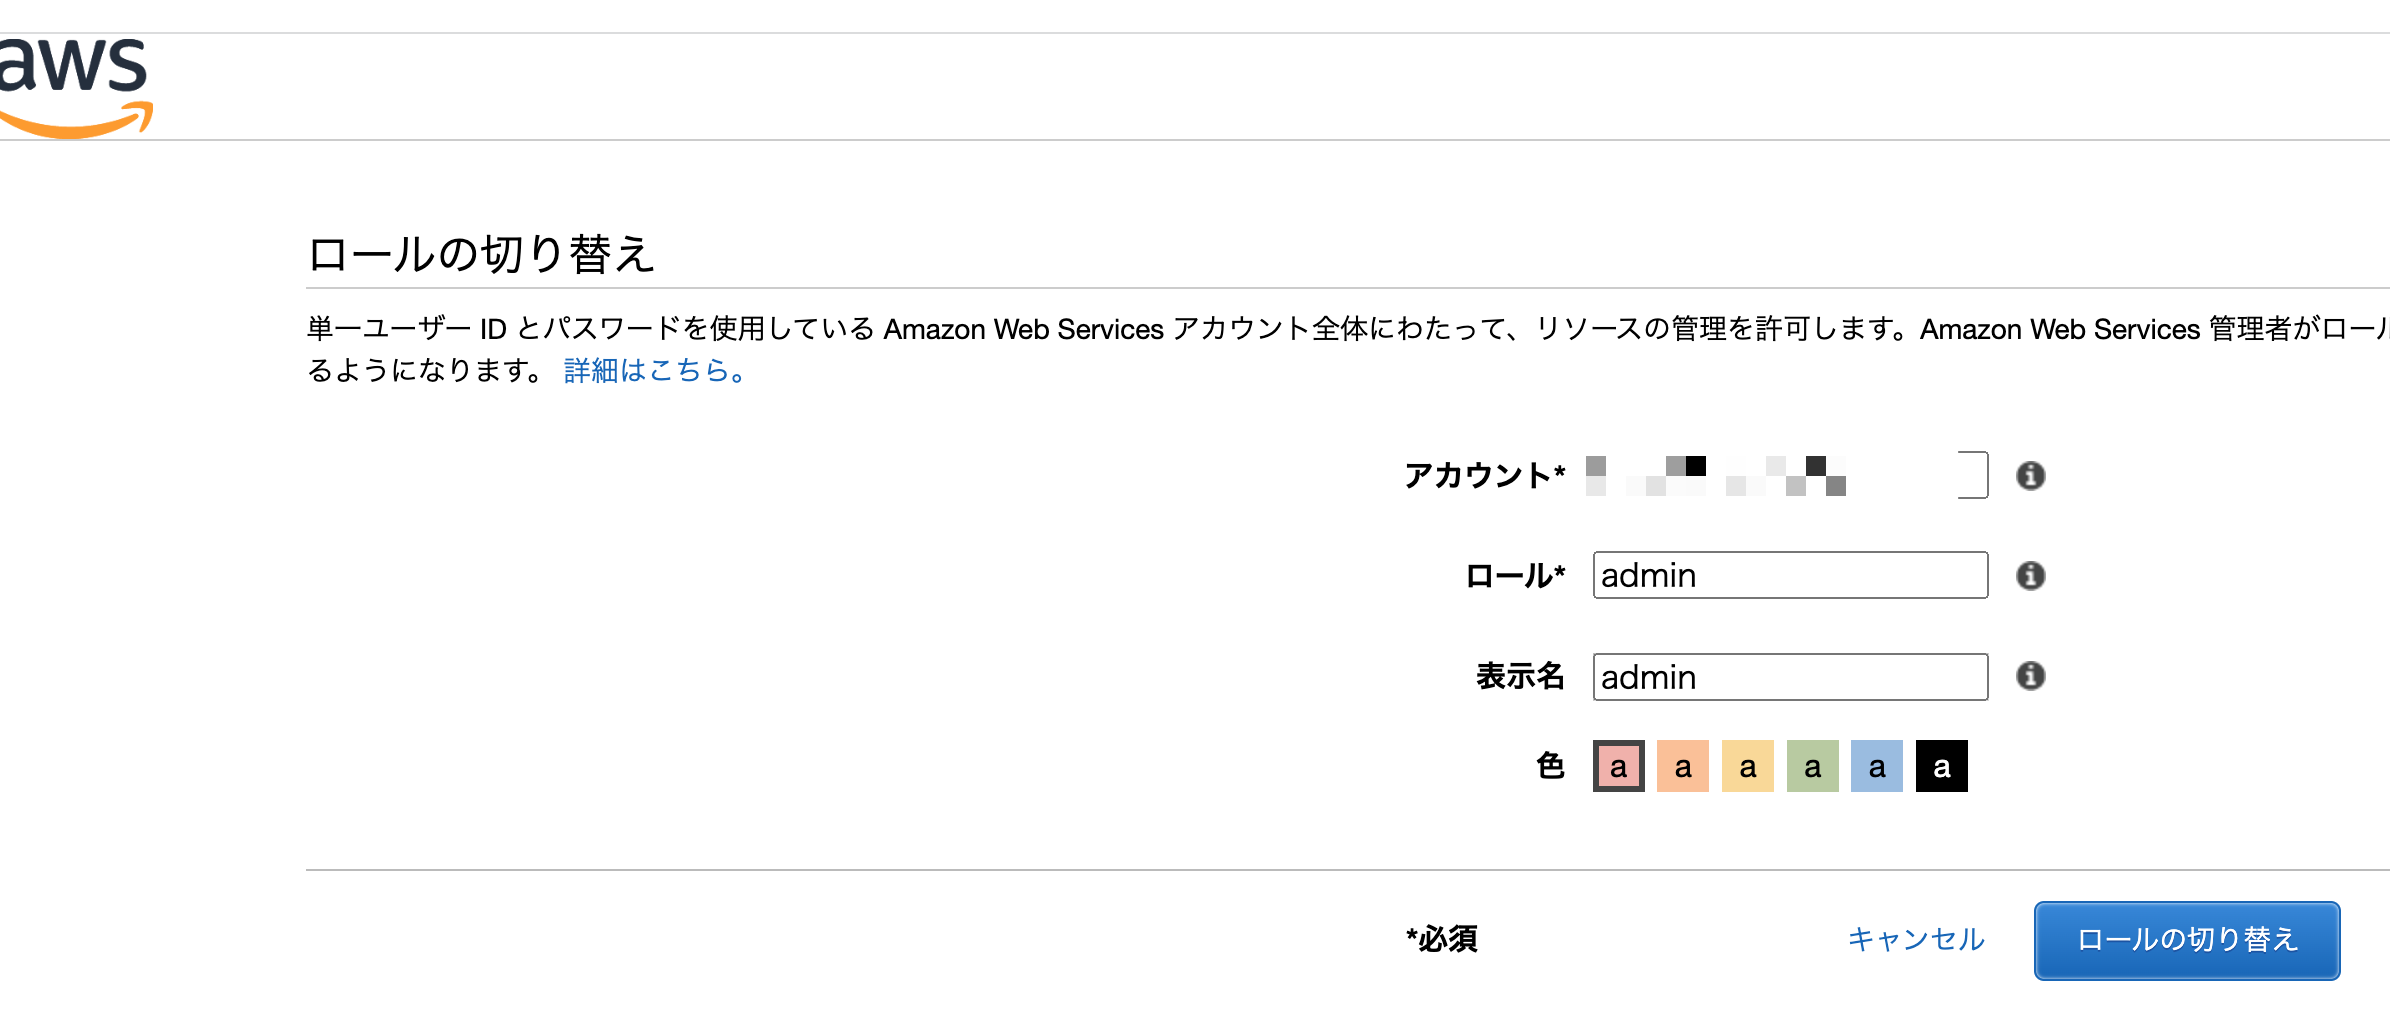 aws
ロールの切り替え
単一ユーザー ID とパスワードを使用している Amazon Web Services アカウント全体にわたって、リソースの管理を許可します。Amazon Web Services 管理者がロール
るようになります。 詳細はこちら。
アカウント*
ロール* admin
表示名 admin
色 a a a a a a
*必須 キャンセル ロールの切り替え